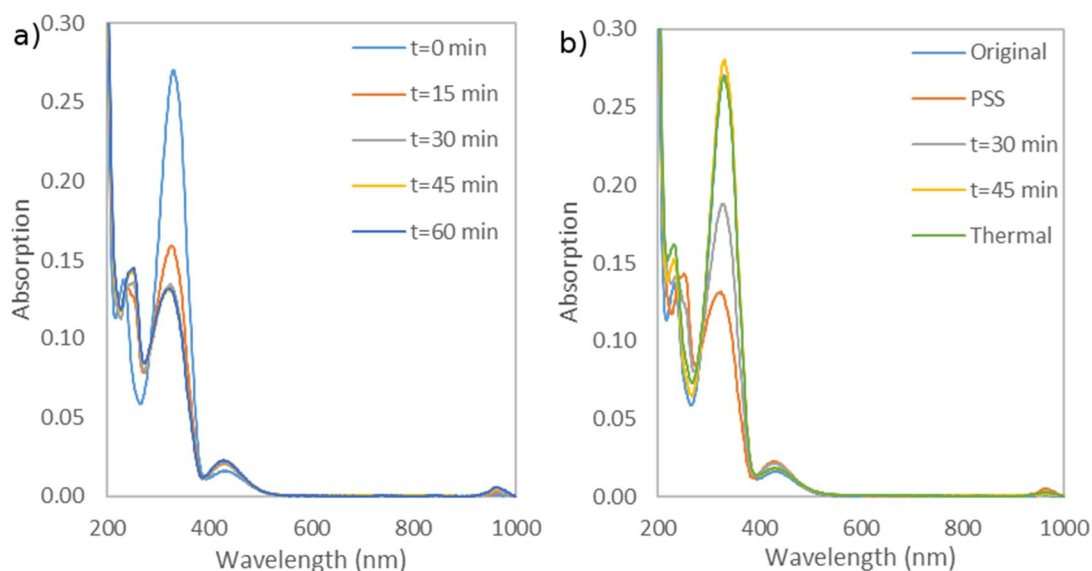 a)
0.30
0.25
0.20
0.15
0.10
0.05
0.00
Absorption
200
400
600
800
1000
Wavelength (nm)
t=0 min
t=15 min
t=30 min
t=45 min
t=60 min
b)
0.30
0.25
0.20
0.15
0.10
0.05
0.00
Absorption
200
400
600
800
1000
Wavelength (nm)
Original
PSS
t=30 min
t=45 min
Thermal